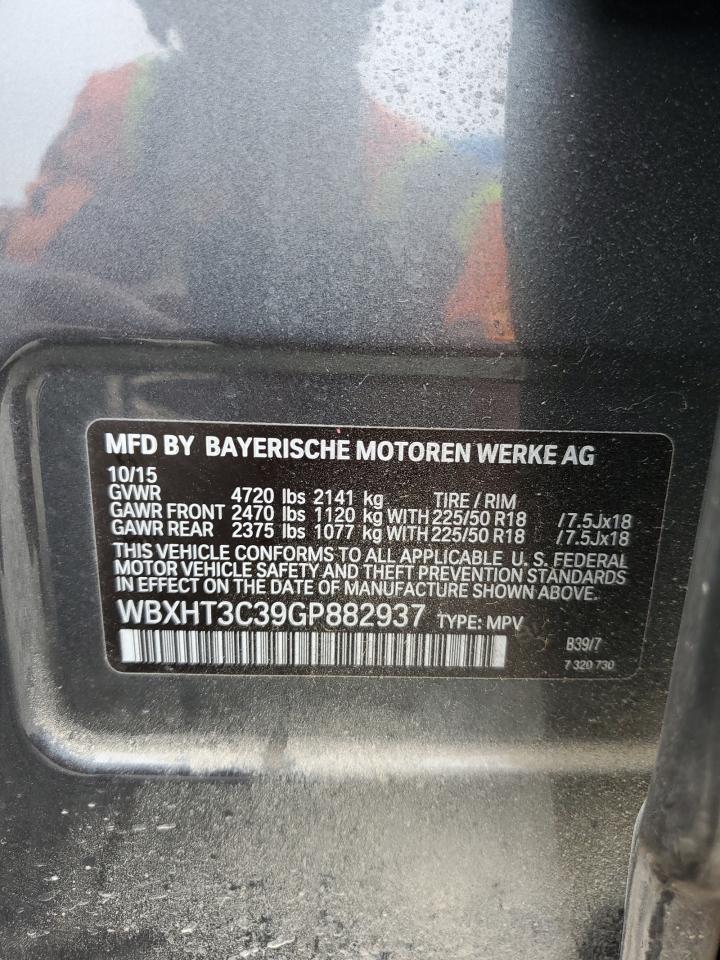 MFD BY BAYERISCHE MOTOREN WERKE AG
10/15
GVWR 4720 lbs 2141 kg TIRE / RIM
GAWR FRONT 2470 lbs 1120 kg WITH 225/50 R18 /7.5Jx18
GAWR REAR 2375 lbs 1077 kg WITH 225/50 R18 /7.5Jx18
THIS VEHICLE CONFORMS TO ALL APPLICABLE U. S. FEDERAL
MOTOR VEHICLE SAFETY AND THEFT PREVENTION STANDARDS
IN EFFECT ON THE DATE OF MANUFACTURE SHOWN ABOVE
WBXHT3C39GP882937 TYPE: MPV
B39/7
7 320 730